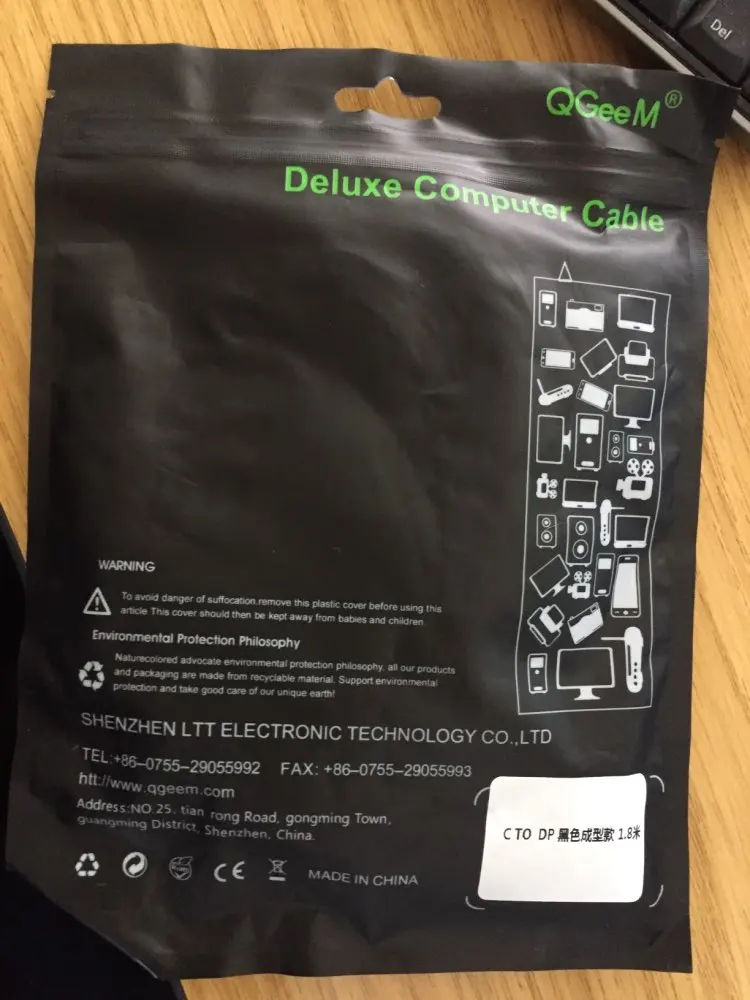 Del
QGeeM®
Deluxe Computer Cable
WARNING
To avoid danger of suffocation,remove this plastic cover before using this
article This cover should then be kept away from babies and children
Environmental Protection Philosophy
Naturecolored advocate environmental protection philosophy, all our products
and packaging are made from recyclable material. Support environmental
protection and take good care of our unique earth!
SHENZHEN LTT ELECTRONIC TECHNOLOGY CO.,LTD
TEL:+86-0755-29055992 FAX: +86-0755-29055993
htt://www.qgeem.com
Address:NO.25, tian rong Road, gongming Town,
guangming District, Shenzhen, China.
CE MADE IN CHINA
C TO DP 黑色成型款 1.8米